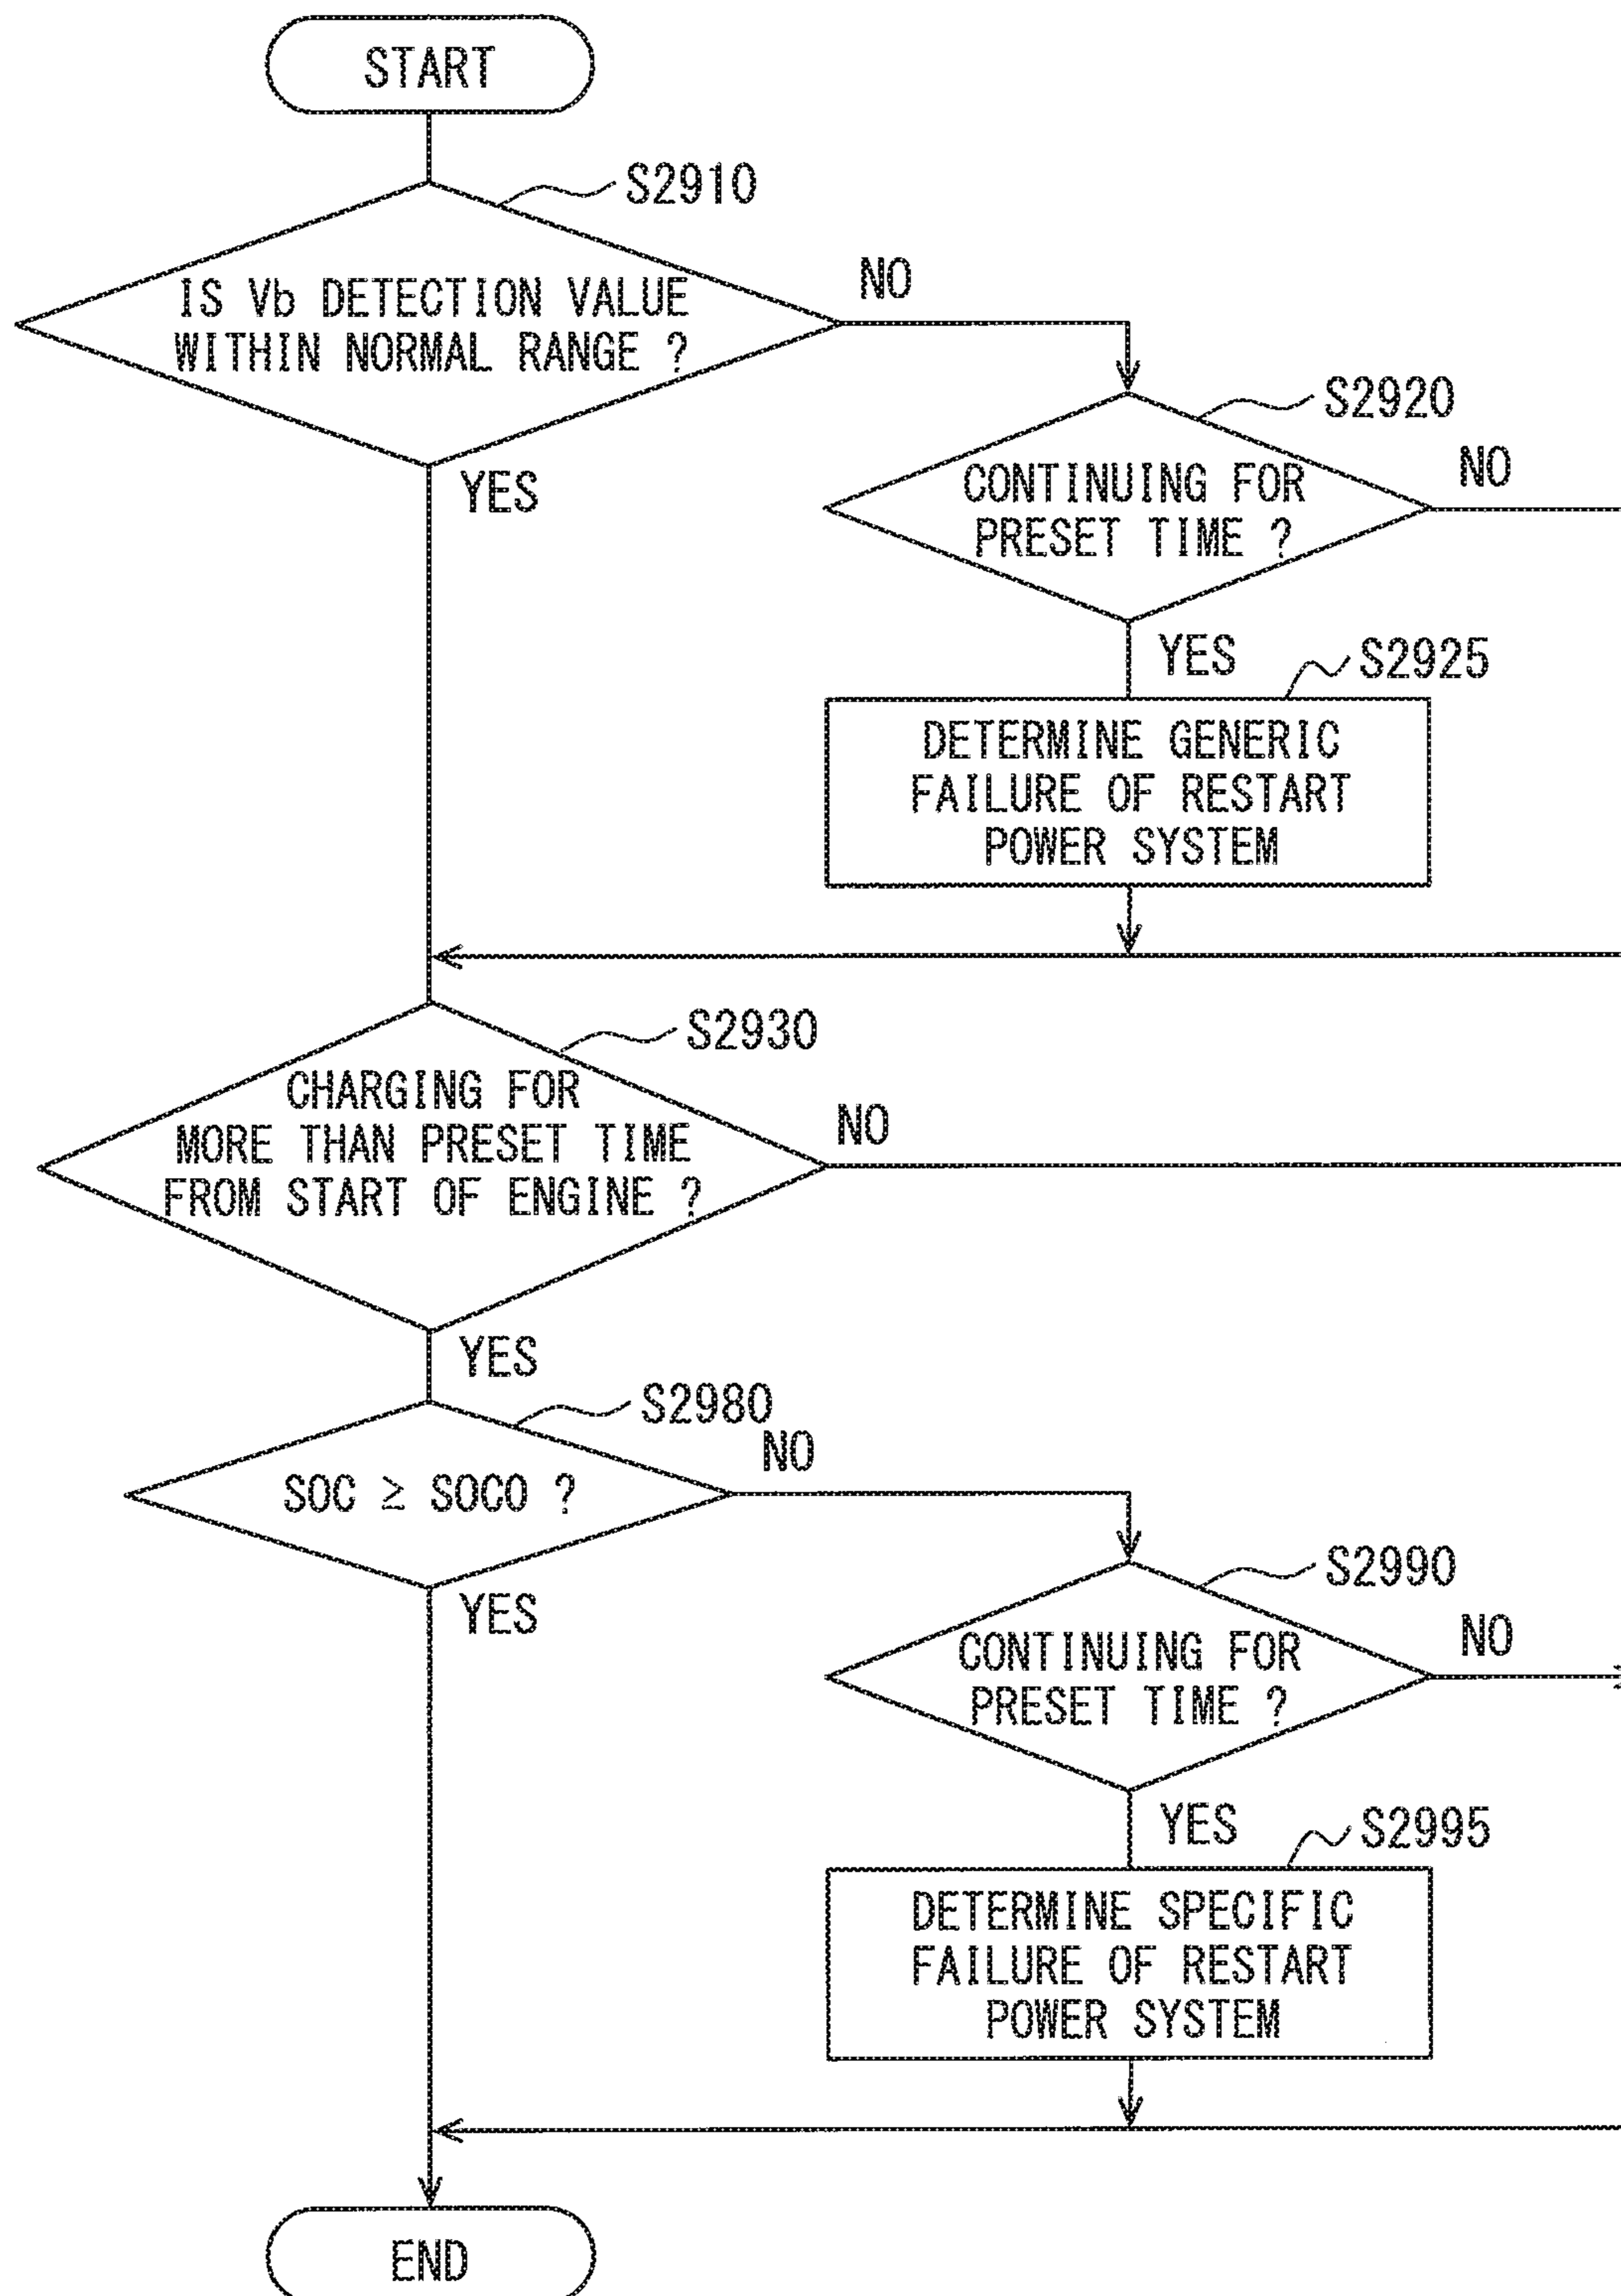 START
S2910
IS Vb DETECTION VALUE
WITHIN NORMAL RANGE ?
NO
YES
S2920
CONTINUING FOR
PRESET TIME ?
NO
YES
S2925
DETERMINE GENERIC
FAILURE OF RESTART
POWER SYSTEM
S2930
CHARGING FOR
MORE THAN PRESET TIME
FROM START OF ENGINE ?
NO
YES
S2980
SOC ≥ SOC0 ?
NO
YES
S2990
CONTINUING FOR
PRESET TIME ?
NO
YES
S2995
DETERMINE SPECIFIC
FAILURE OF RESTART
POWER SYSTEM
END